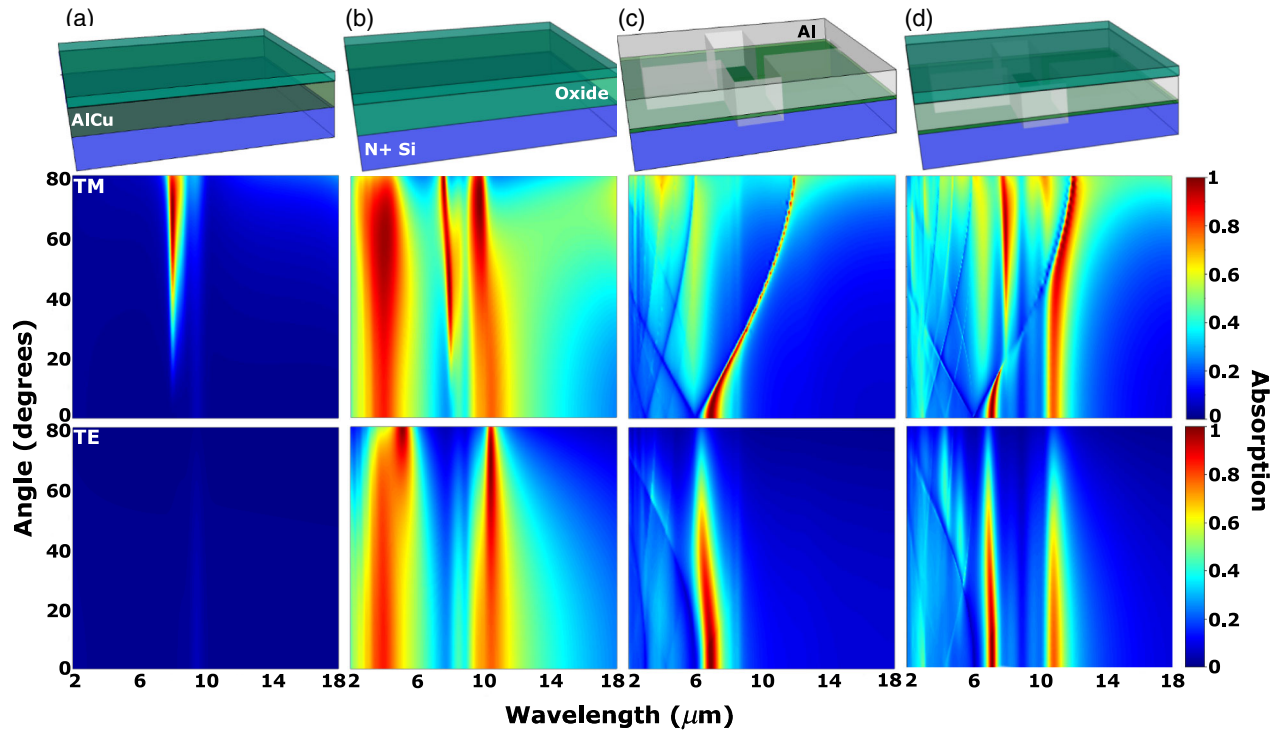 (a) (b) (c) (d)
Al
Oxide
AlCu
N+ Si
TM
80
60
40
20
0
1
0.8
0.6
0.4
0.2
0
TE
80
60
40
20
0
1
0.8
0.6
0.4
0.2
0
2 6 10 14 18 2 6 10 14 18 2 6 10 14 18 2 6 10 14 18
Angle (degrees)
Absorption
Wavelength (μm)